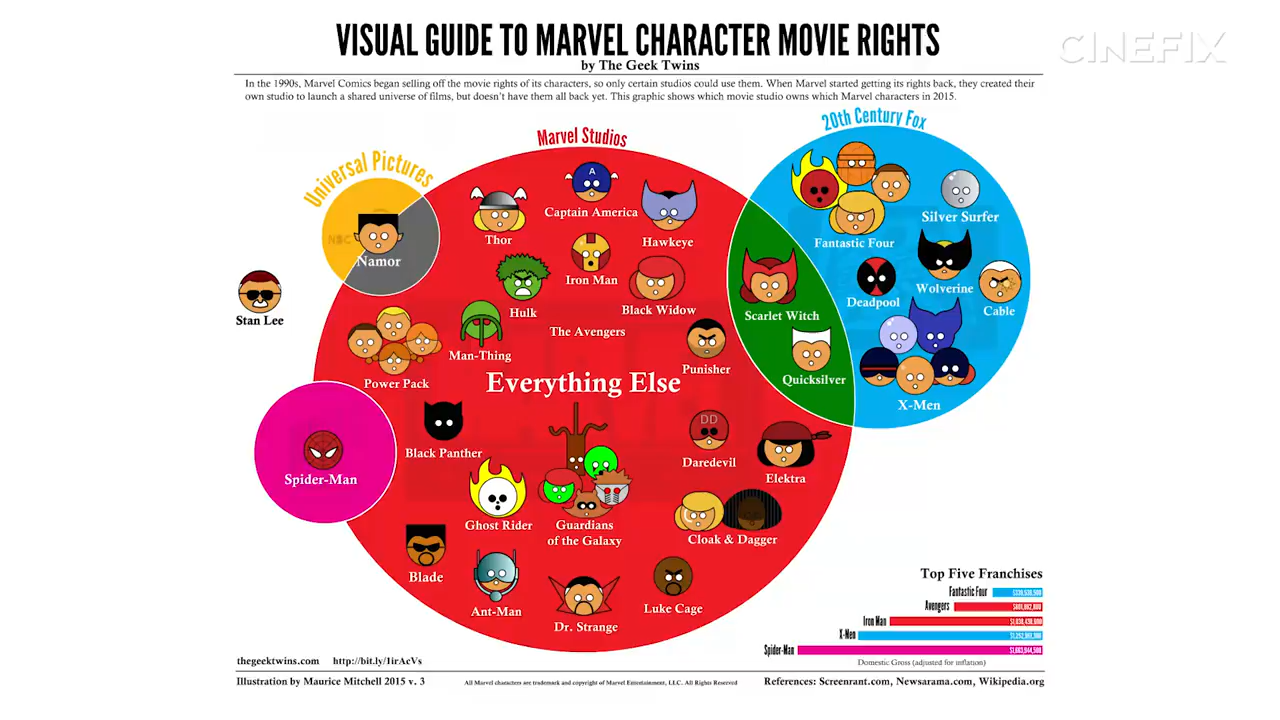 VISUAL GUIDE TO MARVEL CHARACTER MOVIE RIGHTS
CINEFIX
by The Geek Twins
In the 1990s, Marvel Comics began selling off the movie rights of its characters, so only certain studios could use them. When Marvel started getting its rights back, they created their
own studio to launch a shared universe of films, but doesn't have them all back yet. This graphic shows which movie studio owns which Marvel characters in 2015.
20th Century Fox
Marvel Studios
Universal Pictures
A
Captain America
Thor
Hawkeye
Silver Surfer
Fantastic Four
NBC
Namor
Iron Man
Wolverine
Deadpool
Cable
Hulk
Black Widow
Scarlet Witch
Stan Lee
The Avengers
Man-Thing
Punisher
Power Pack
Everything Else
Quicksilver
X-Men
DD
Black Panther
Daredevil
Spider-Man
Elektra
Ghost Rider
Guardians
of the Galaxy
Cloak & Dagger
Blade
Ant-Man
Luke Cage
Dr. Strange
Top Five Franchises
Fantastic Four
Avengers
Iron Man
X-Men
Spider-Man
Domestic Gross (adjusted for inflation)
thegeektwins.com http://bit.ly/1irAcVs
Illustration by Maurice Mitchell 2015 v. 3
All Marvel characters are trademark and copyright of Marvel Entertainment, LLC. All Rights Reserved
References: Screenrant.com, Newsarama.com, Wikipedia.org